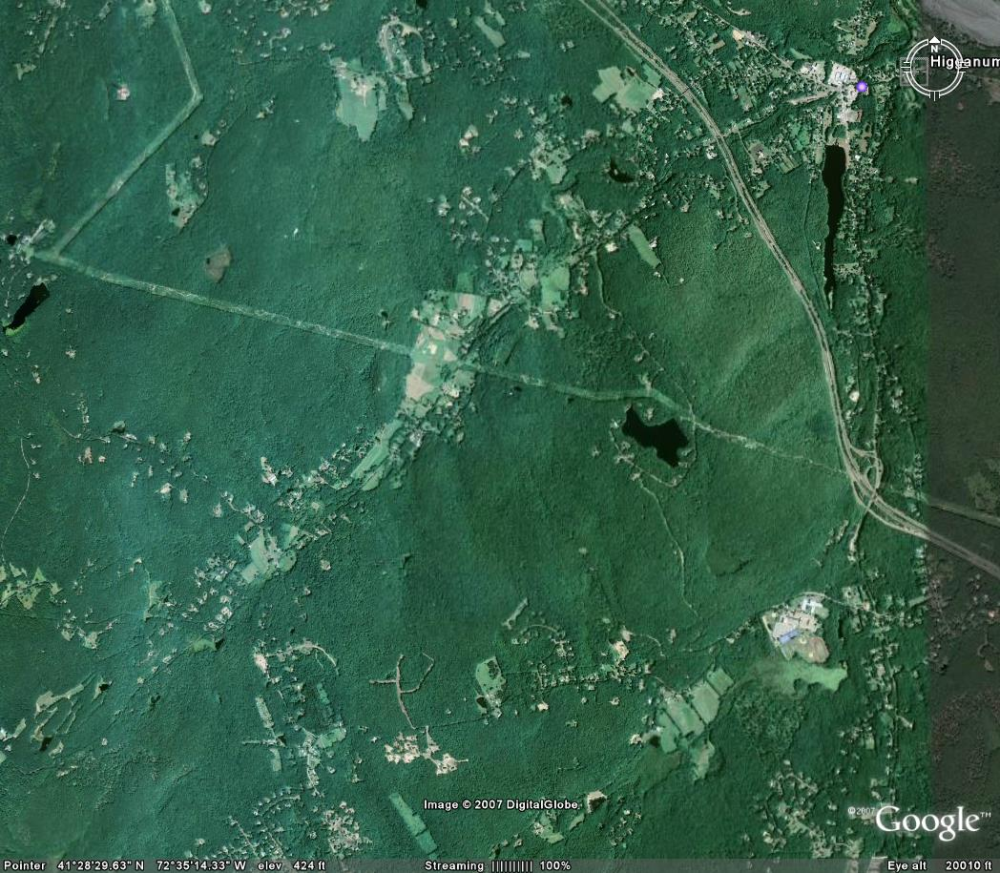 N
Higganum
Image © 2007 DigitalGlobe
© 2007 Google™
Pointer 41°28'29.63" N 72°35'14.33" W elev 424 ft Streaming |||||||||| 100% Eye alt 20010 ft